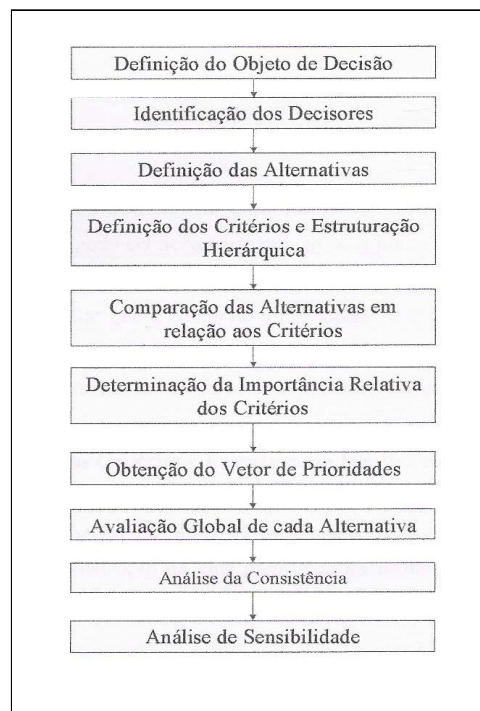 Definição do Objeto de Decisão
Identificação dos Decisores
Definição das Alternativas
Definição dos Critérios e Estruturação
Hierárquica
Comparação das Alternativas em
relação aos Critérios
Determinação da Importância Relativa
dos Critérios
Obtenção do Vetor de Prioridades
Avaliação Global de cada Alternativa
Análise da Consistência
Análise de Sensibilidade